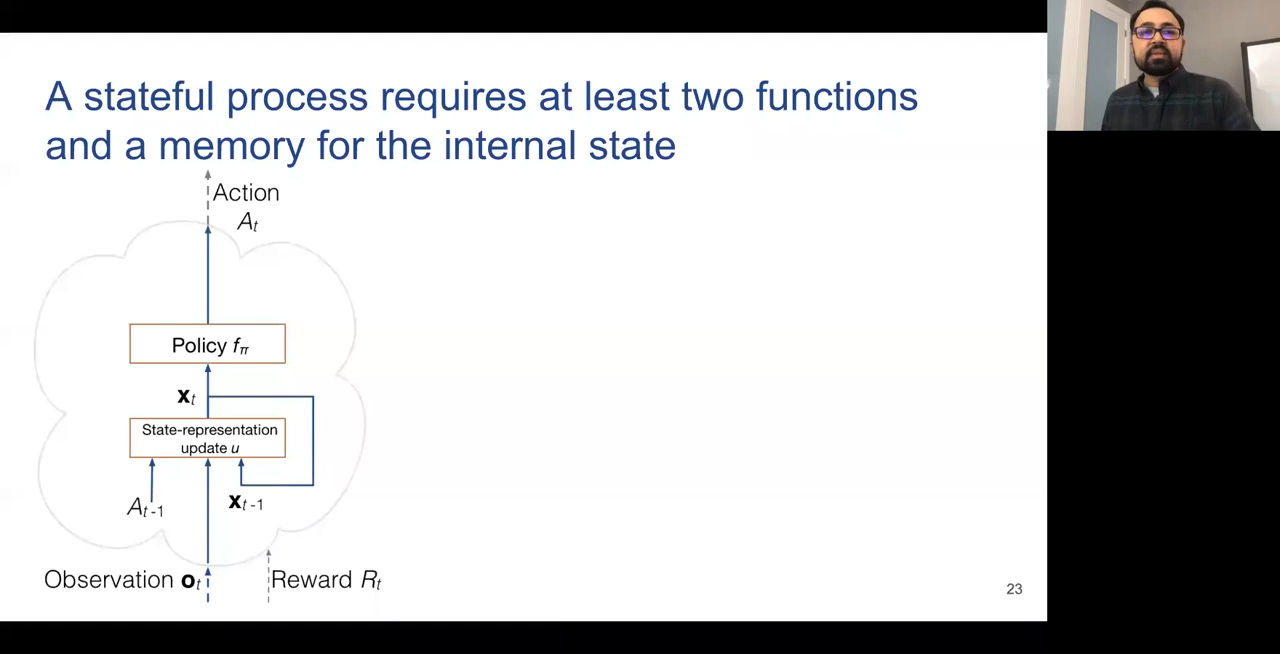 A stateful process requires at least two functions
and a memory for the internal state
Action
Aₜ
Policy fπ
xₜ
State-representation
update u
Aₜ₋₁
xₜ₋₁
Observation oₜ
Reward Rₜ
23